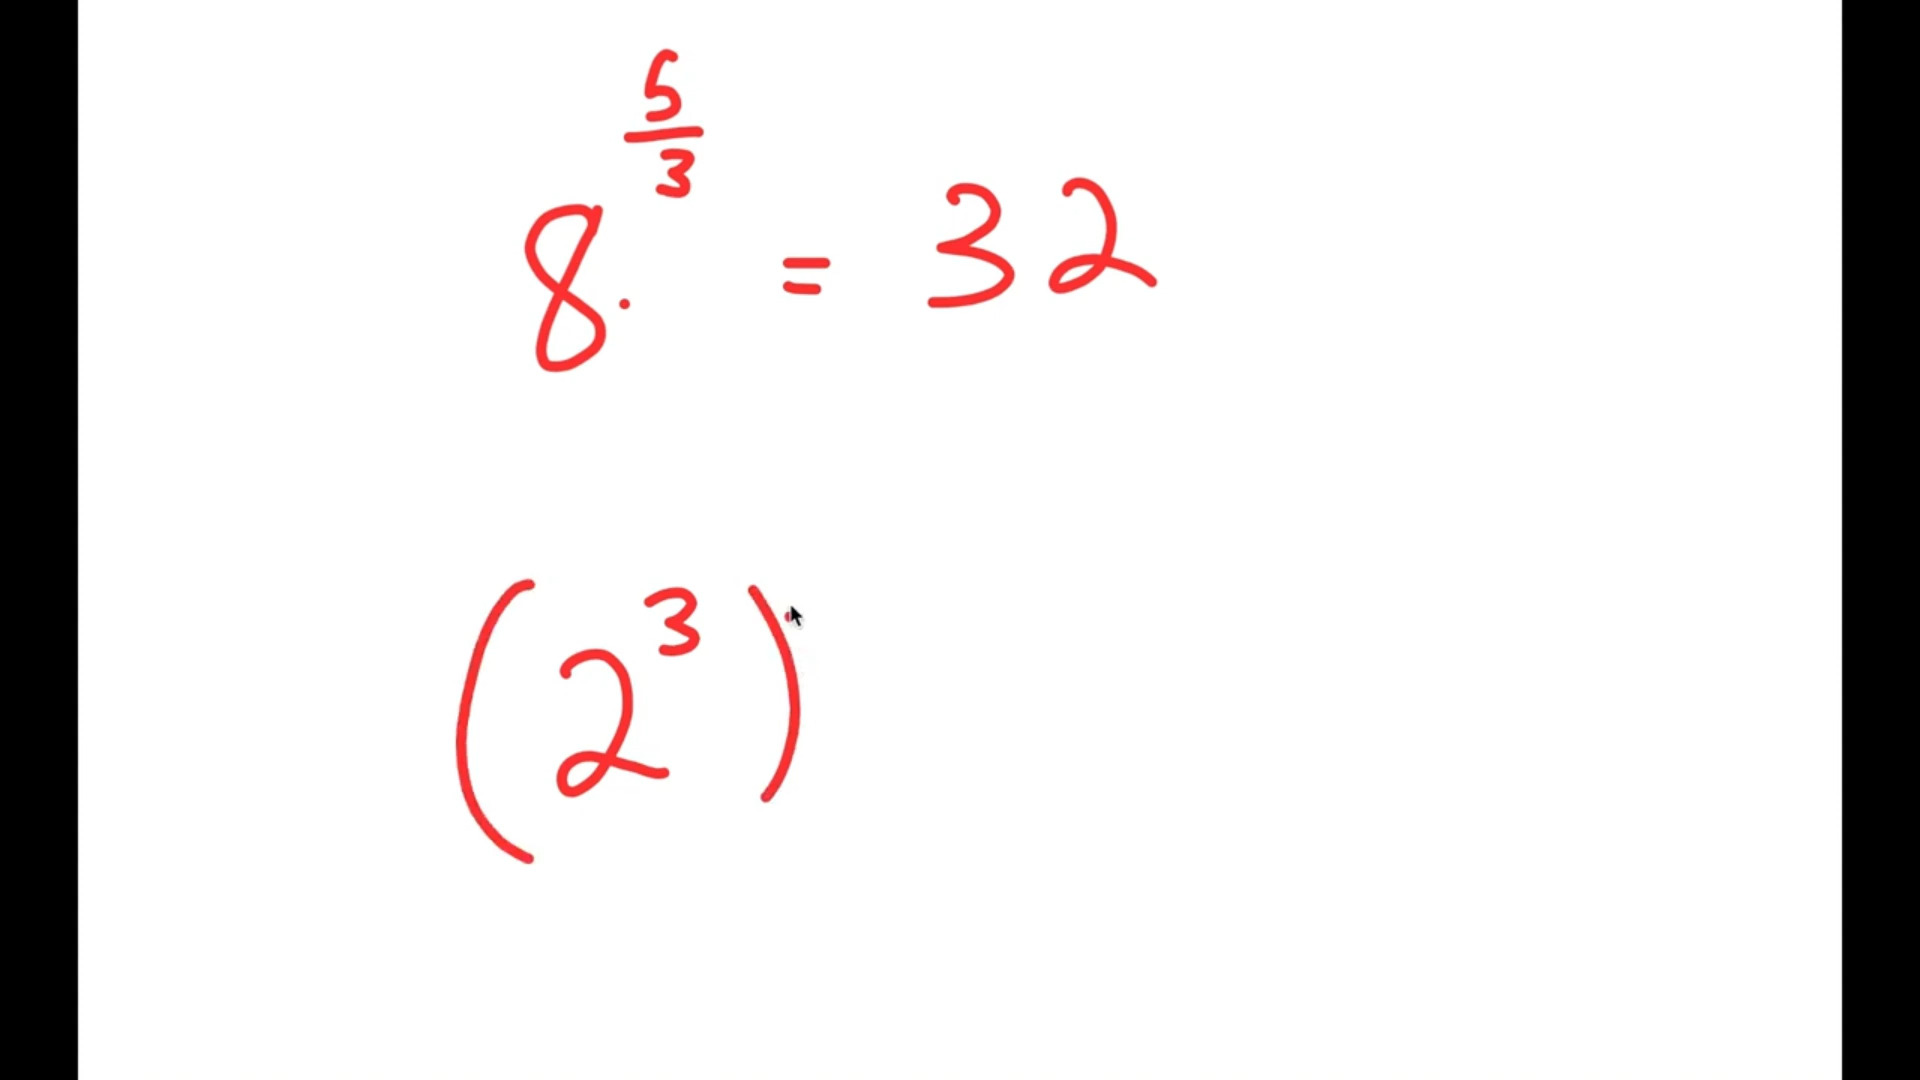 8^{5/3} = 32
(2^3)